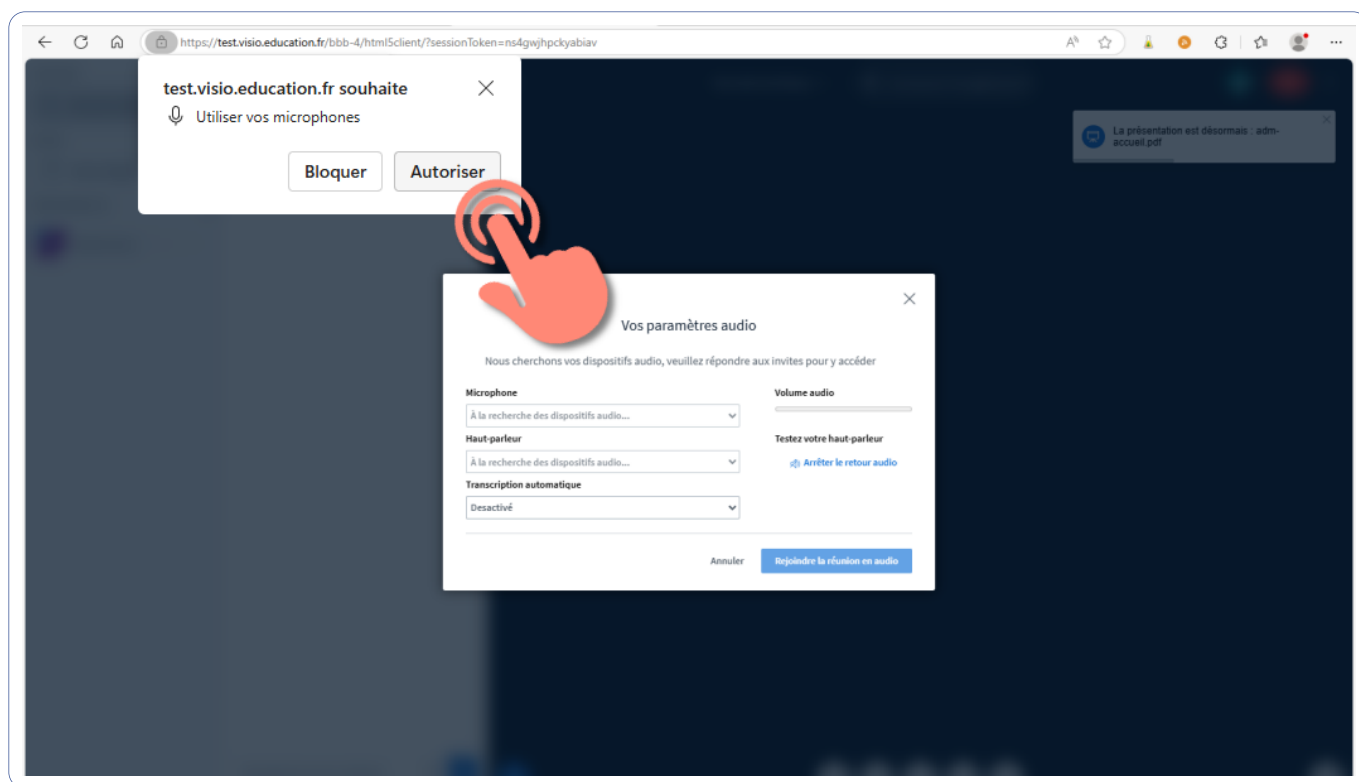 https://test.visio.education.fr/bbb-4/html5client/?sessionToken=ns4gwjhpckyabiav
test.visio.education.fr souhaite
Utiliser vos microphones
Bloquer
Autoriser
La présentation est désormais : adm-
accueil.pdf
Vos paramètres audio
Nous cherchons vos dispositifs audio, veuillez répondre aux invites pour y accéder
Microphone
Volume audio
À la recherche des dispositifs audio...
Haut-parleur
Testez votre haut-parleur
À la recherche des dispositifs audio...
Arrêter le retour audio
Transcription automatique
Desactivé
Annuler
Rejoindre la réunion en audio